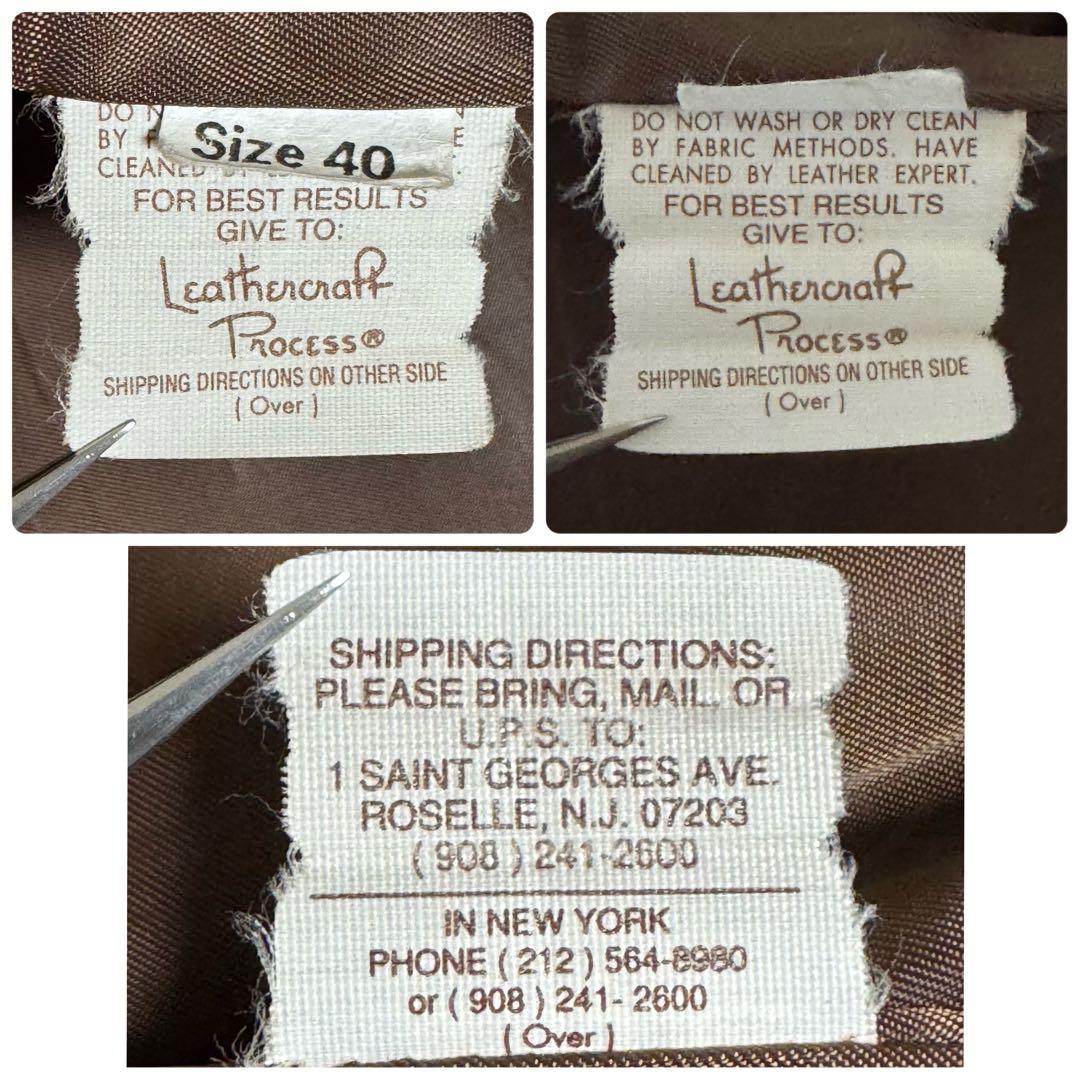 DO N
BY F E
CLEANED
Size 40
FOR BEST RESULTS
GIVE TO:
Leathercraft
Process®
SHIPPING DIRECTIONS ON OTHER SIDE
( Over )
DO NOT WASH OR DRY CLEAN
BY FABRIC METHODS. HAVE
CLEANED BY LEATHER EXPERT.
FOR BEST RESULTS
GIVE TO:
Leathercraft
Process®
SHIPPING DIRECTIONS ON OTHER SIDE
( Over )
SHIPPING DIRECTIONS:
PLEASE BRING, MAIL. OR
U.P.S. TO:
1 SAINT GEORGES AVE.
ROSELLE, N.J. 07203
( 908 ) 241-2600
IN NEW YORK
PHONE ( 212 ) 564-8980
or ( 908 ) 241- 2600
( Over )